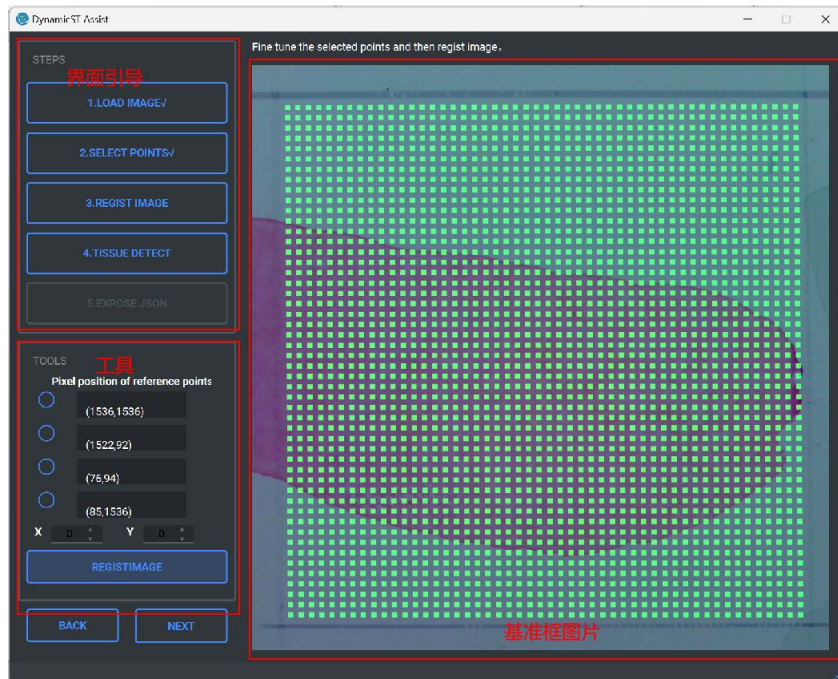 DynamicST Assist
Fine tune the selected points and then regist image。
STEPS
界面引导
1.LOAD IMAGE√
2.SELECT POINTS√
3.REGIST IMAGE
4.TISSUE DETECT
5.EXPOSE JSON
TOOLS
工具
Pixel position of reference points
(1536,1536)
(1522,92)
(76,94)
(85,1536)
X 0 Y 0
REGISTIMAGE
BACK NEXT
基准框图片